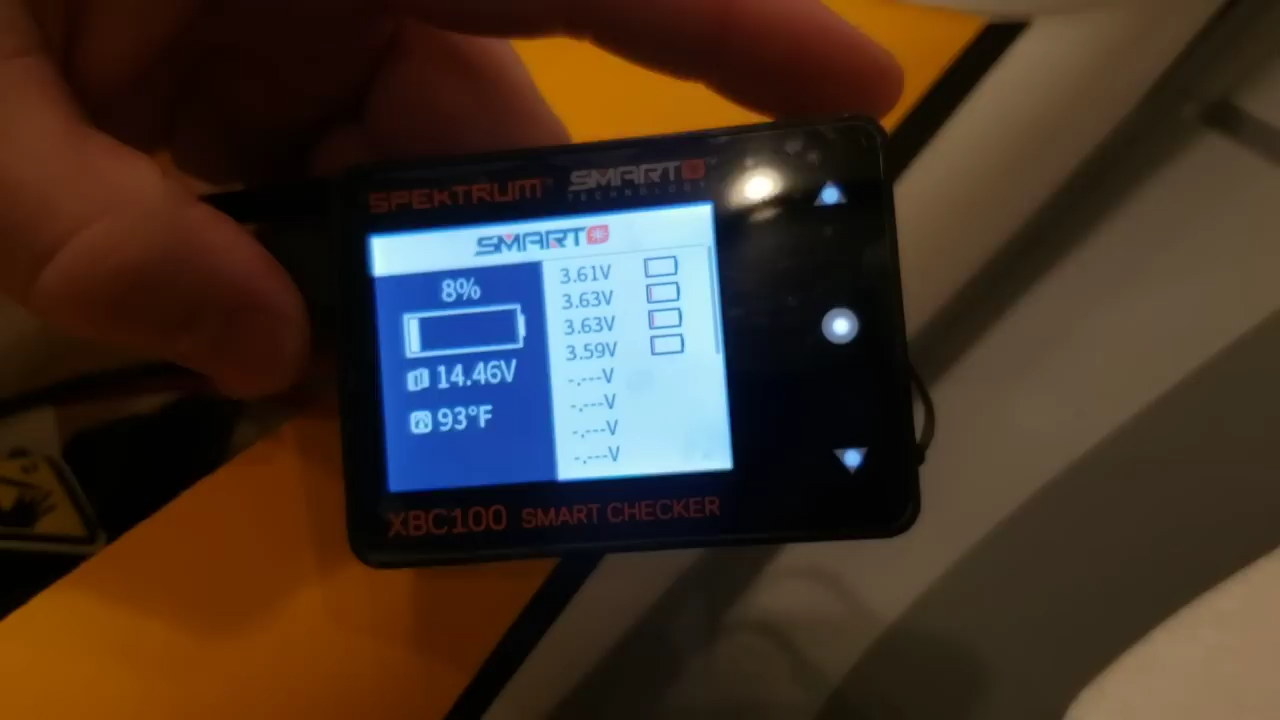 SPEKTRUM SMART
TECHNOLOGY
SMART
8%
14.46V
93°F
3.61V
3.63V
3.63V
3.59V
-.---V
-.---V
-.---V
-.---V
XBC100 SMART CHECKER